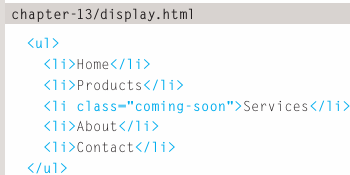 chapter-13/display.html
<ul>
<li>Home</li>
<li>Products</li>
<li class="coming-soon">Services</li>
<li>About</li>
<li>Contact</li>
</ul>